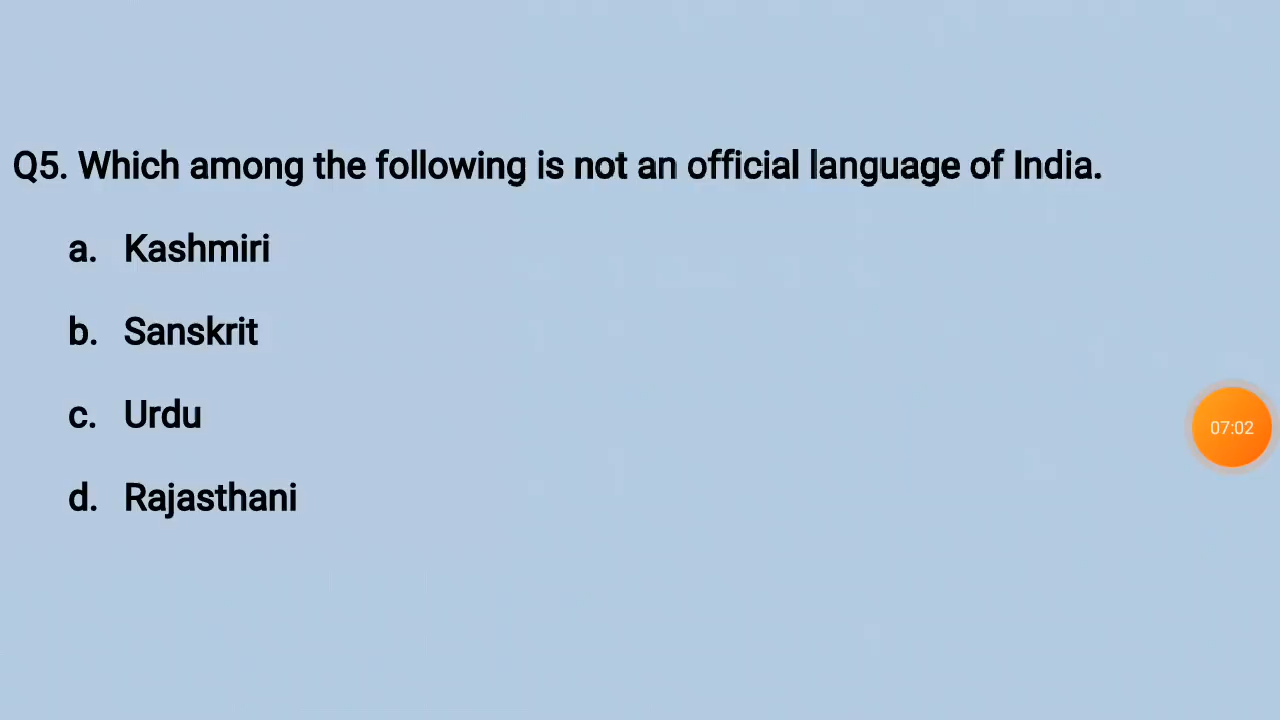 Q5. Which among the following is not an official language of India.
a. Kashmiri
b. Sanskrit
c. Urdu
07:02
d. Rajasthani